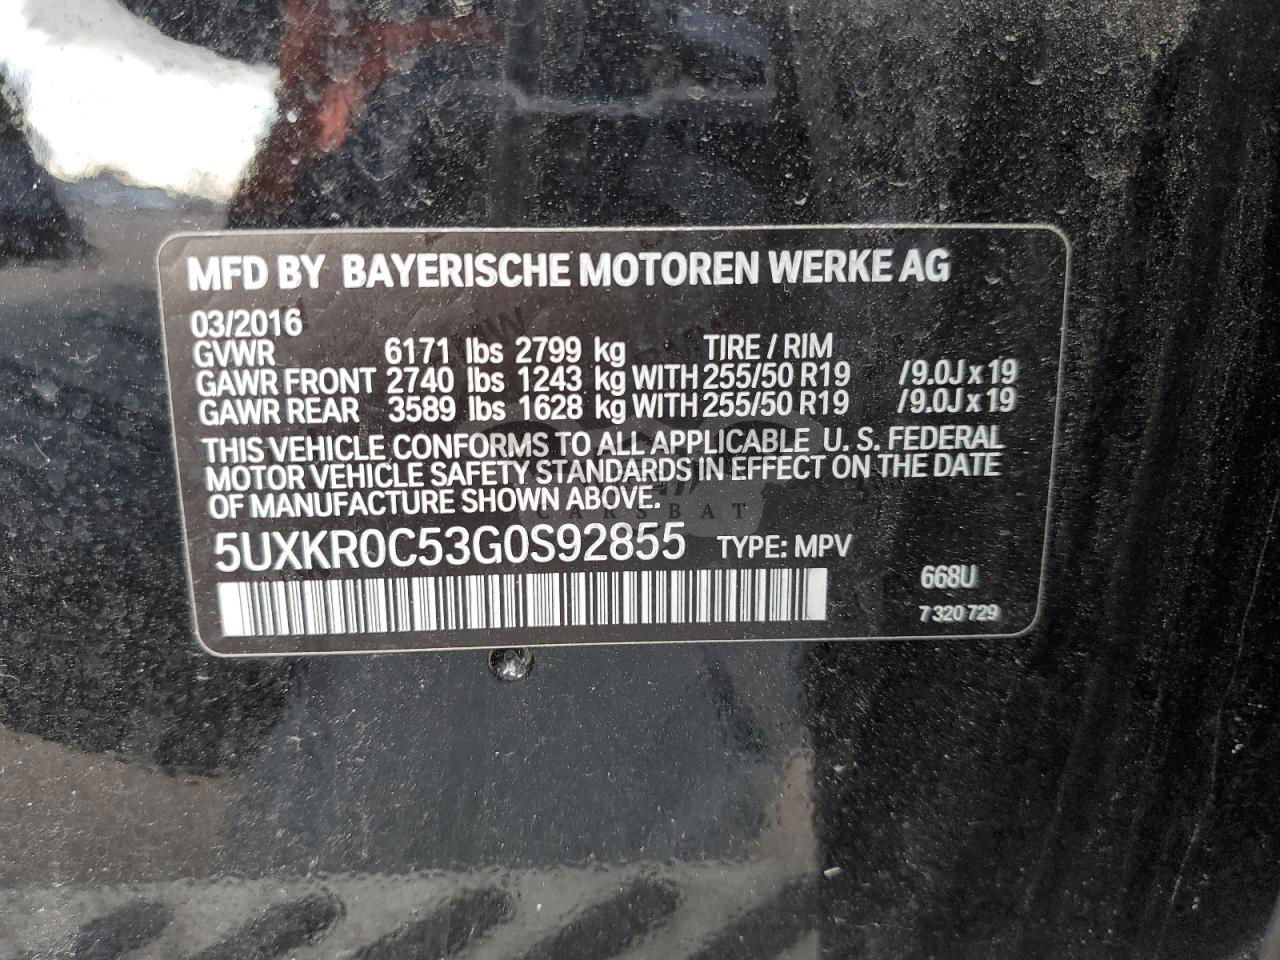 MFD BY BAYERISCHE MOTOREN WERKE AG
03/2016
GVWR 6171 lbs 2799 kg TIRE / RIM
GAWR FRONT 2740 lbs 1243 kg WITH 255/50 R19 /9.0J x 19
GAWR REAR 3589 lbs 1628 kg WITH 255/50 R19 /9.0J x 19
THIS VEHICLE CONFORMS TO ALL APPLICABLE U. S. FEDERAL
MOTOR VEHICLE SAFETY STANDARDS IN EFFECT ON THE DATE
OF MANUFACTURE SHOWN ABOVE.
CARSBAT
5UXKR0C53G0S92855 TYPE: MPV
668U
7 320 729